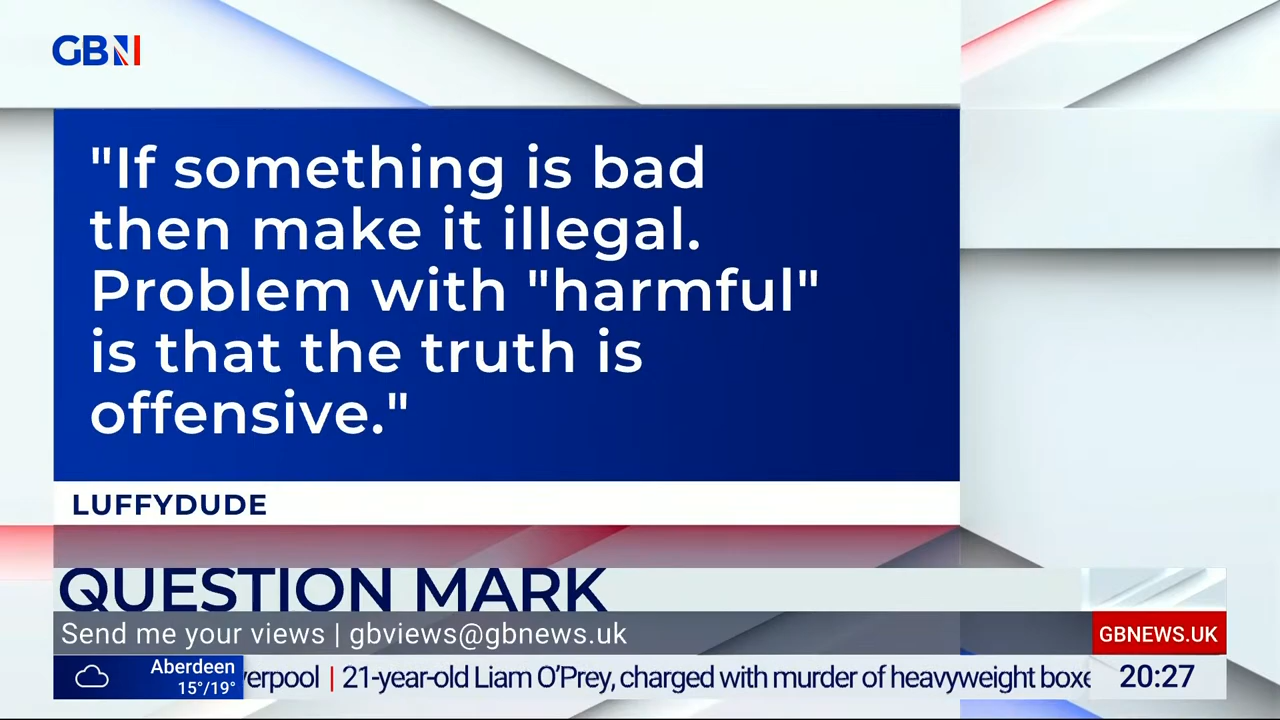 GBN
"If something is bad
then make it illegal.
Problem with "harmful"
is that the truth is
offensive."
LUFFYDUDE
QUESTION MARK
Send me your views | gbviews@gbnews.uk
GBNEWS.UK
Aberdeen
15°/19°
verpool | 21-year-old Liam O'Prey, charged with murder of heavyweight boxe
20:27